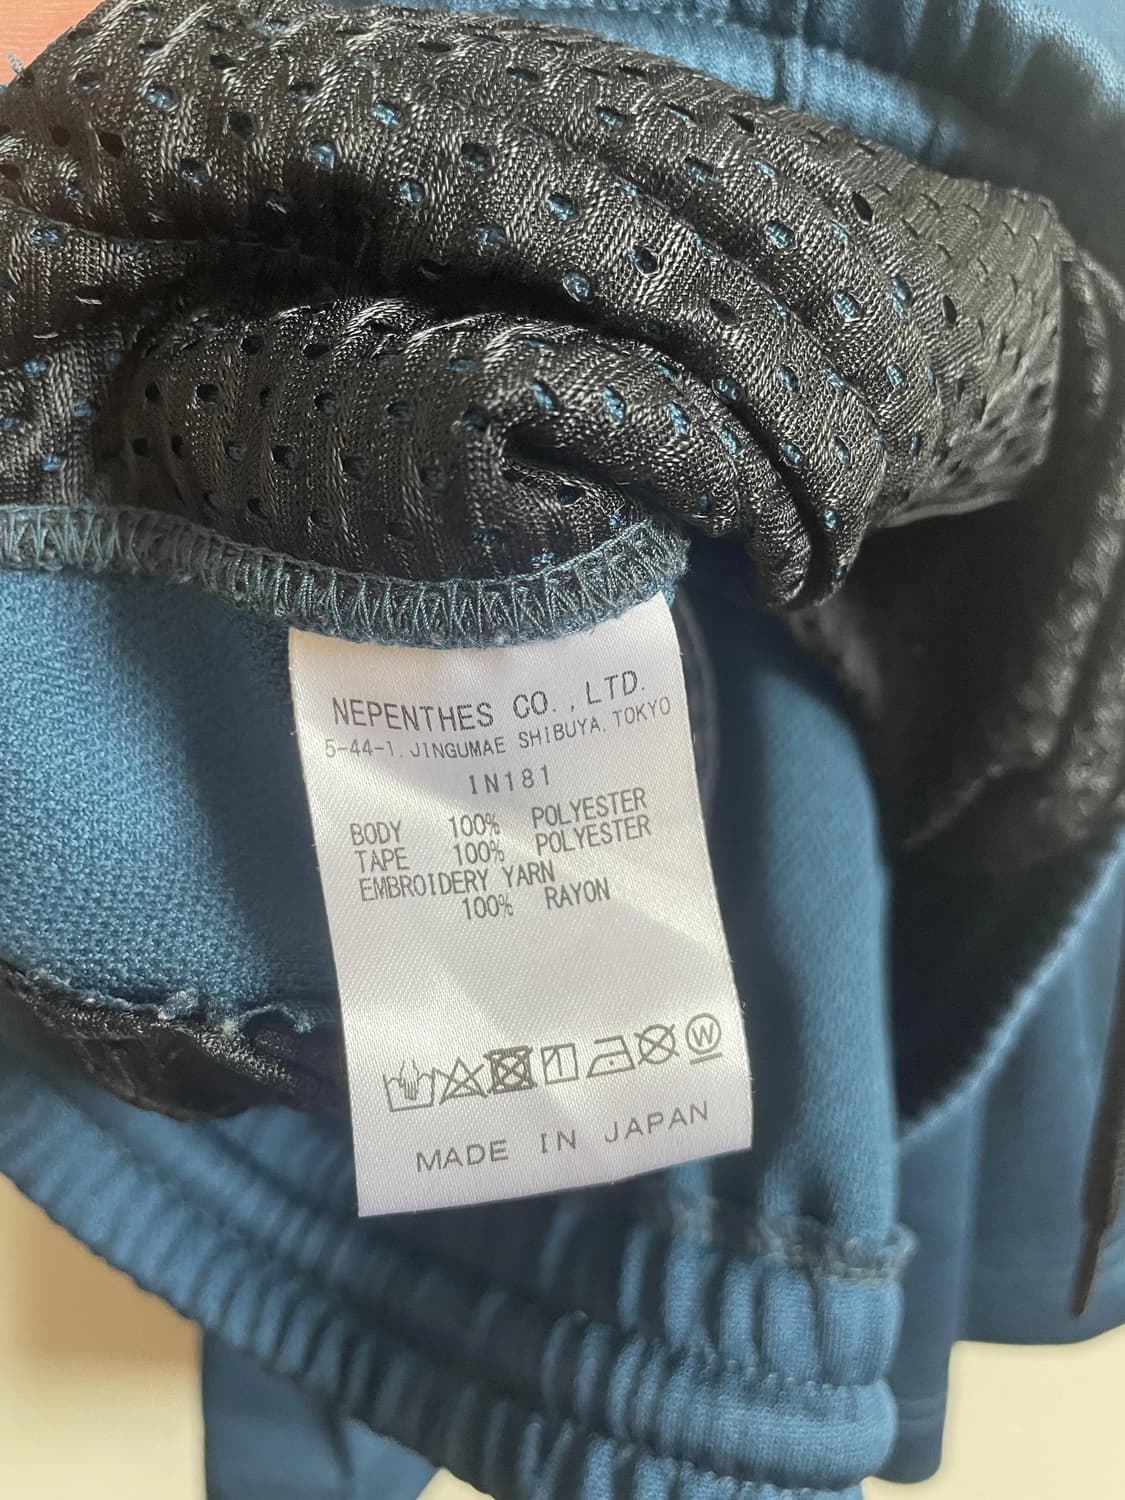 NEPENTHES CO., LTD.
5-44-1, JINGUMAE SHIBUYA, TOKYO
IN181
BODY 100% POLYESTER
TAPE 100% POLYESTER
EMBROIDERY YARN
100% RAYON
W
MADE IN JAPAN